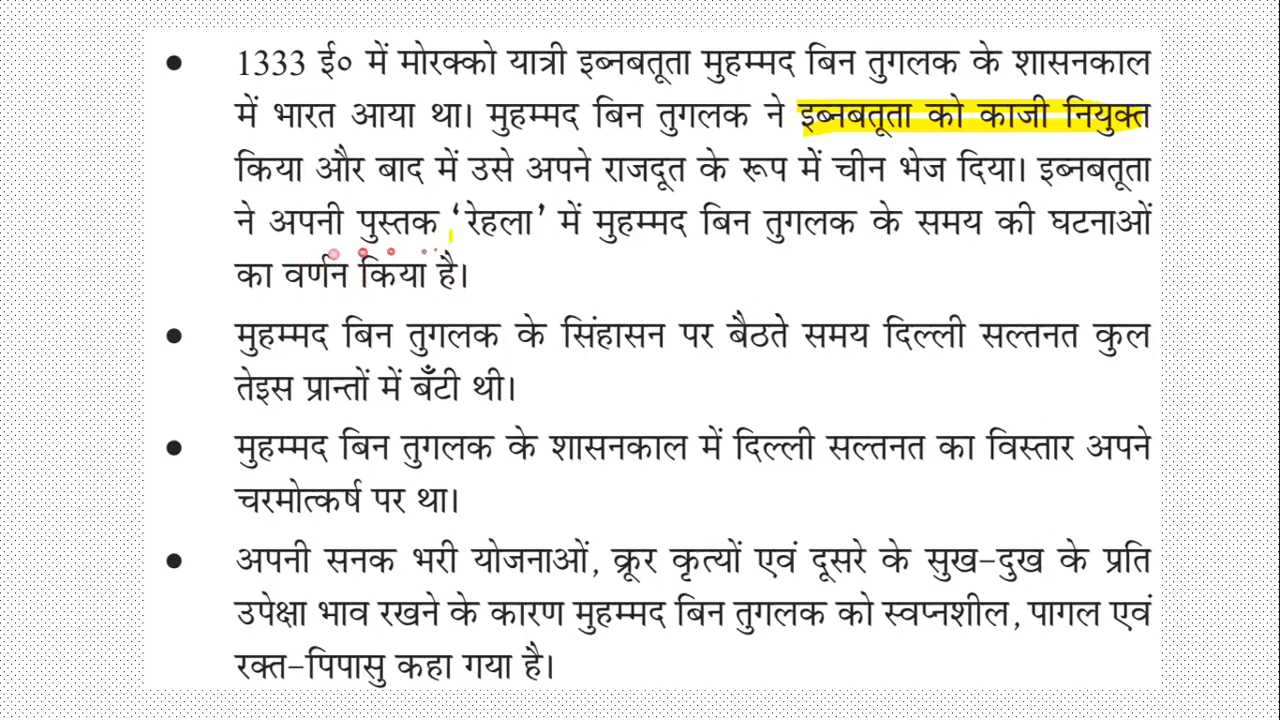 • 1333 ई० में मोरक्को यात्री इब्नबतूता मुहम्मद बिन तुगलक के शासनकाल
में भारत आया था। मुहम्मद बिन तुगलक ने इब्नबतूता को काजी नियुक्त
किया और बाद में उसे अपने राजदूत के रूप में चीन भेज दिया। इब्नबतूता
ने अपनी पुस्तक ‘रेहला’ में मुहम्मद बिन तुगलक के समय की घटनाओं
का वर्णन किया है।
• मुहम्मद बिन तुगलक के सिंहासन पर बैठते समय दिल्ली सल्तनत कुल
तेइस प्रान्तों में बँटी थी।
• मुहम्मद बिन तुगलक के शासनकाल में दिल्ली सल्तनत का विस्तार अपने
चरमोत्कर्ष पर था।
• अपनी सनक भरी योजनाओं, क्रूर कृत्यों एवं दूसरे के सुख-दुख के प्रति
उपेक्षा भाव रखने के कारण मुहम्मद बिन तुगलक को स्वप्नशील, पागल एवं
रक्त-पिपासु कहा गया है।